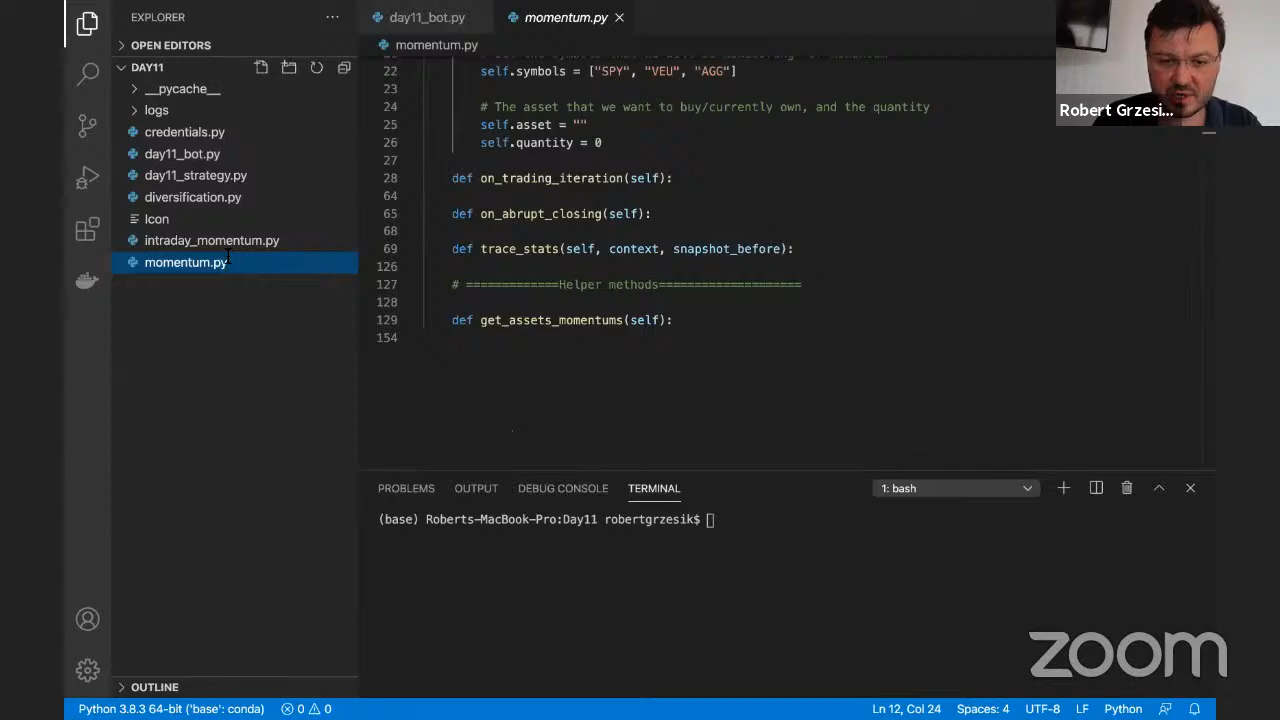 EXPLORER
OPEN EDITORS
DAY11
__pycache__
logs
credentials.py
day11_bot.py
day11_strategy.py
diversification.py
Icon
intraday_momentum.py
momentum.py
OUTLINE
day11_bot.py
momentum.py
momentum.py
22 self.symbols = ["SPY", "VEU", "AGG"]
23
24 # The asset that we want to buy/currently own, and the quantity
25 self.asset = ""
26 self.quantity = 0
27
28 def on_trading_iteration(self):
64
65 def on_abrupt_closing(self):
68
69 def trace_stats(self, context, snapshot_before):
126
127 # =============Helper methods====================
128
129 def get_assets_momentums(self):
154
PROBLEMS OUTPUT DEBUG CONSOLE TERMINAL 1: bash
(base) Roberts-MacBook-Pro:Day11 robertgrzesik$
Robert Grzesi...
zoom
Python 3.8.3 64-bit ('base': conda) 0 0 Ln 12, Col 24 Spaces: 4 UTF-8 LF Python